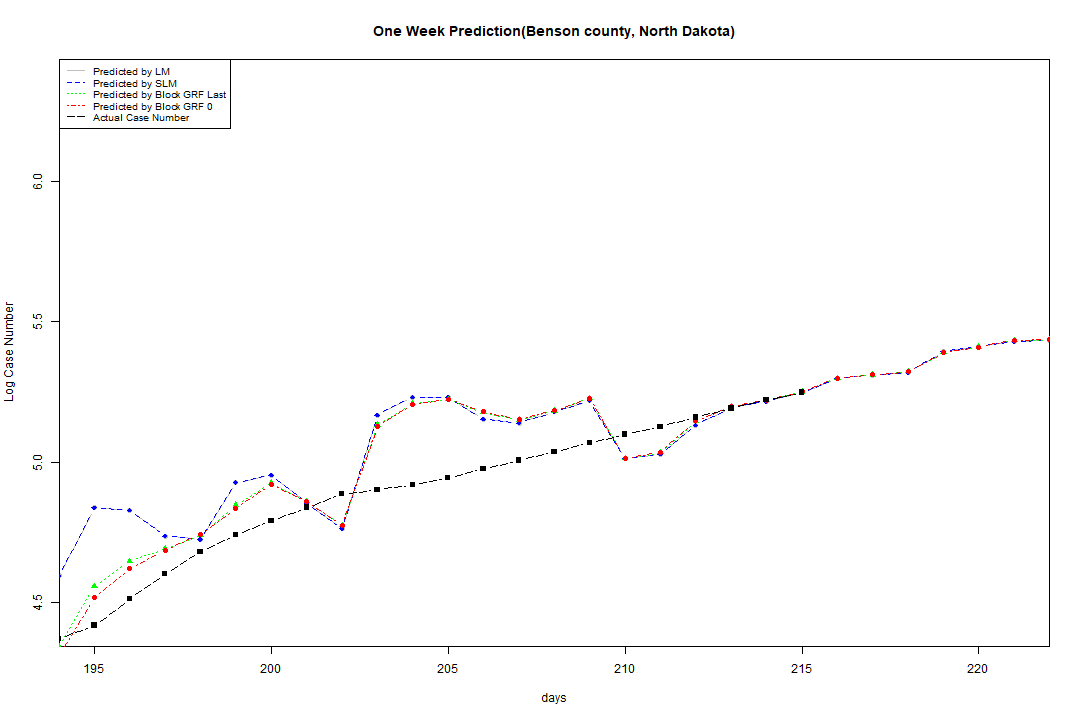 One Week Prediction(Benson county, North Dakota)
Predicted by LM
Predicted by SLM
Predicted by Block GRF Last
Predicted by Block GRF 0
Actual Case Number
6.0
5.5
5.0
4.5
Log Case Number
195 200 205 210 215 220
days